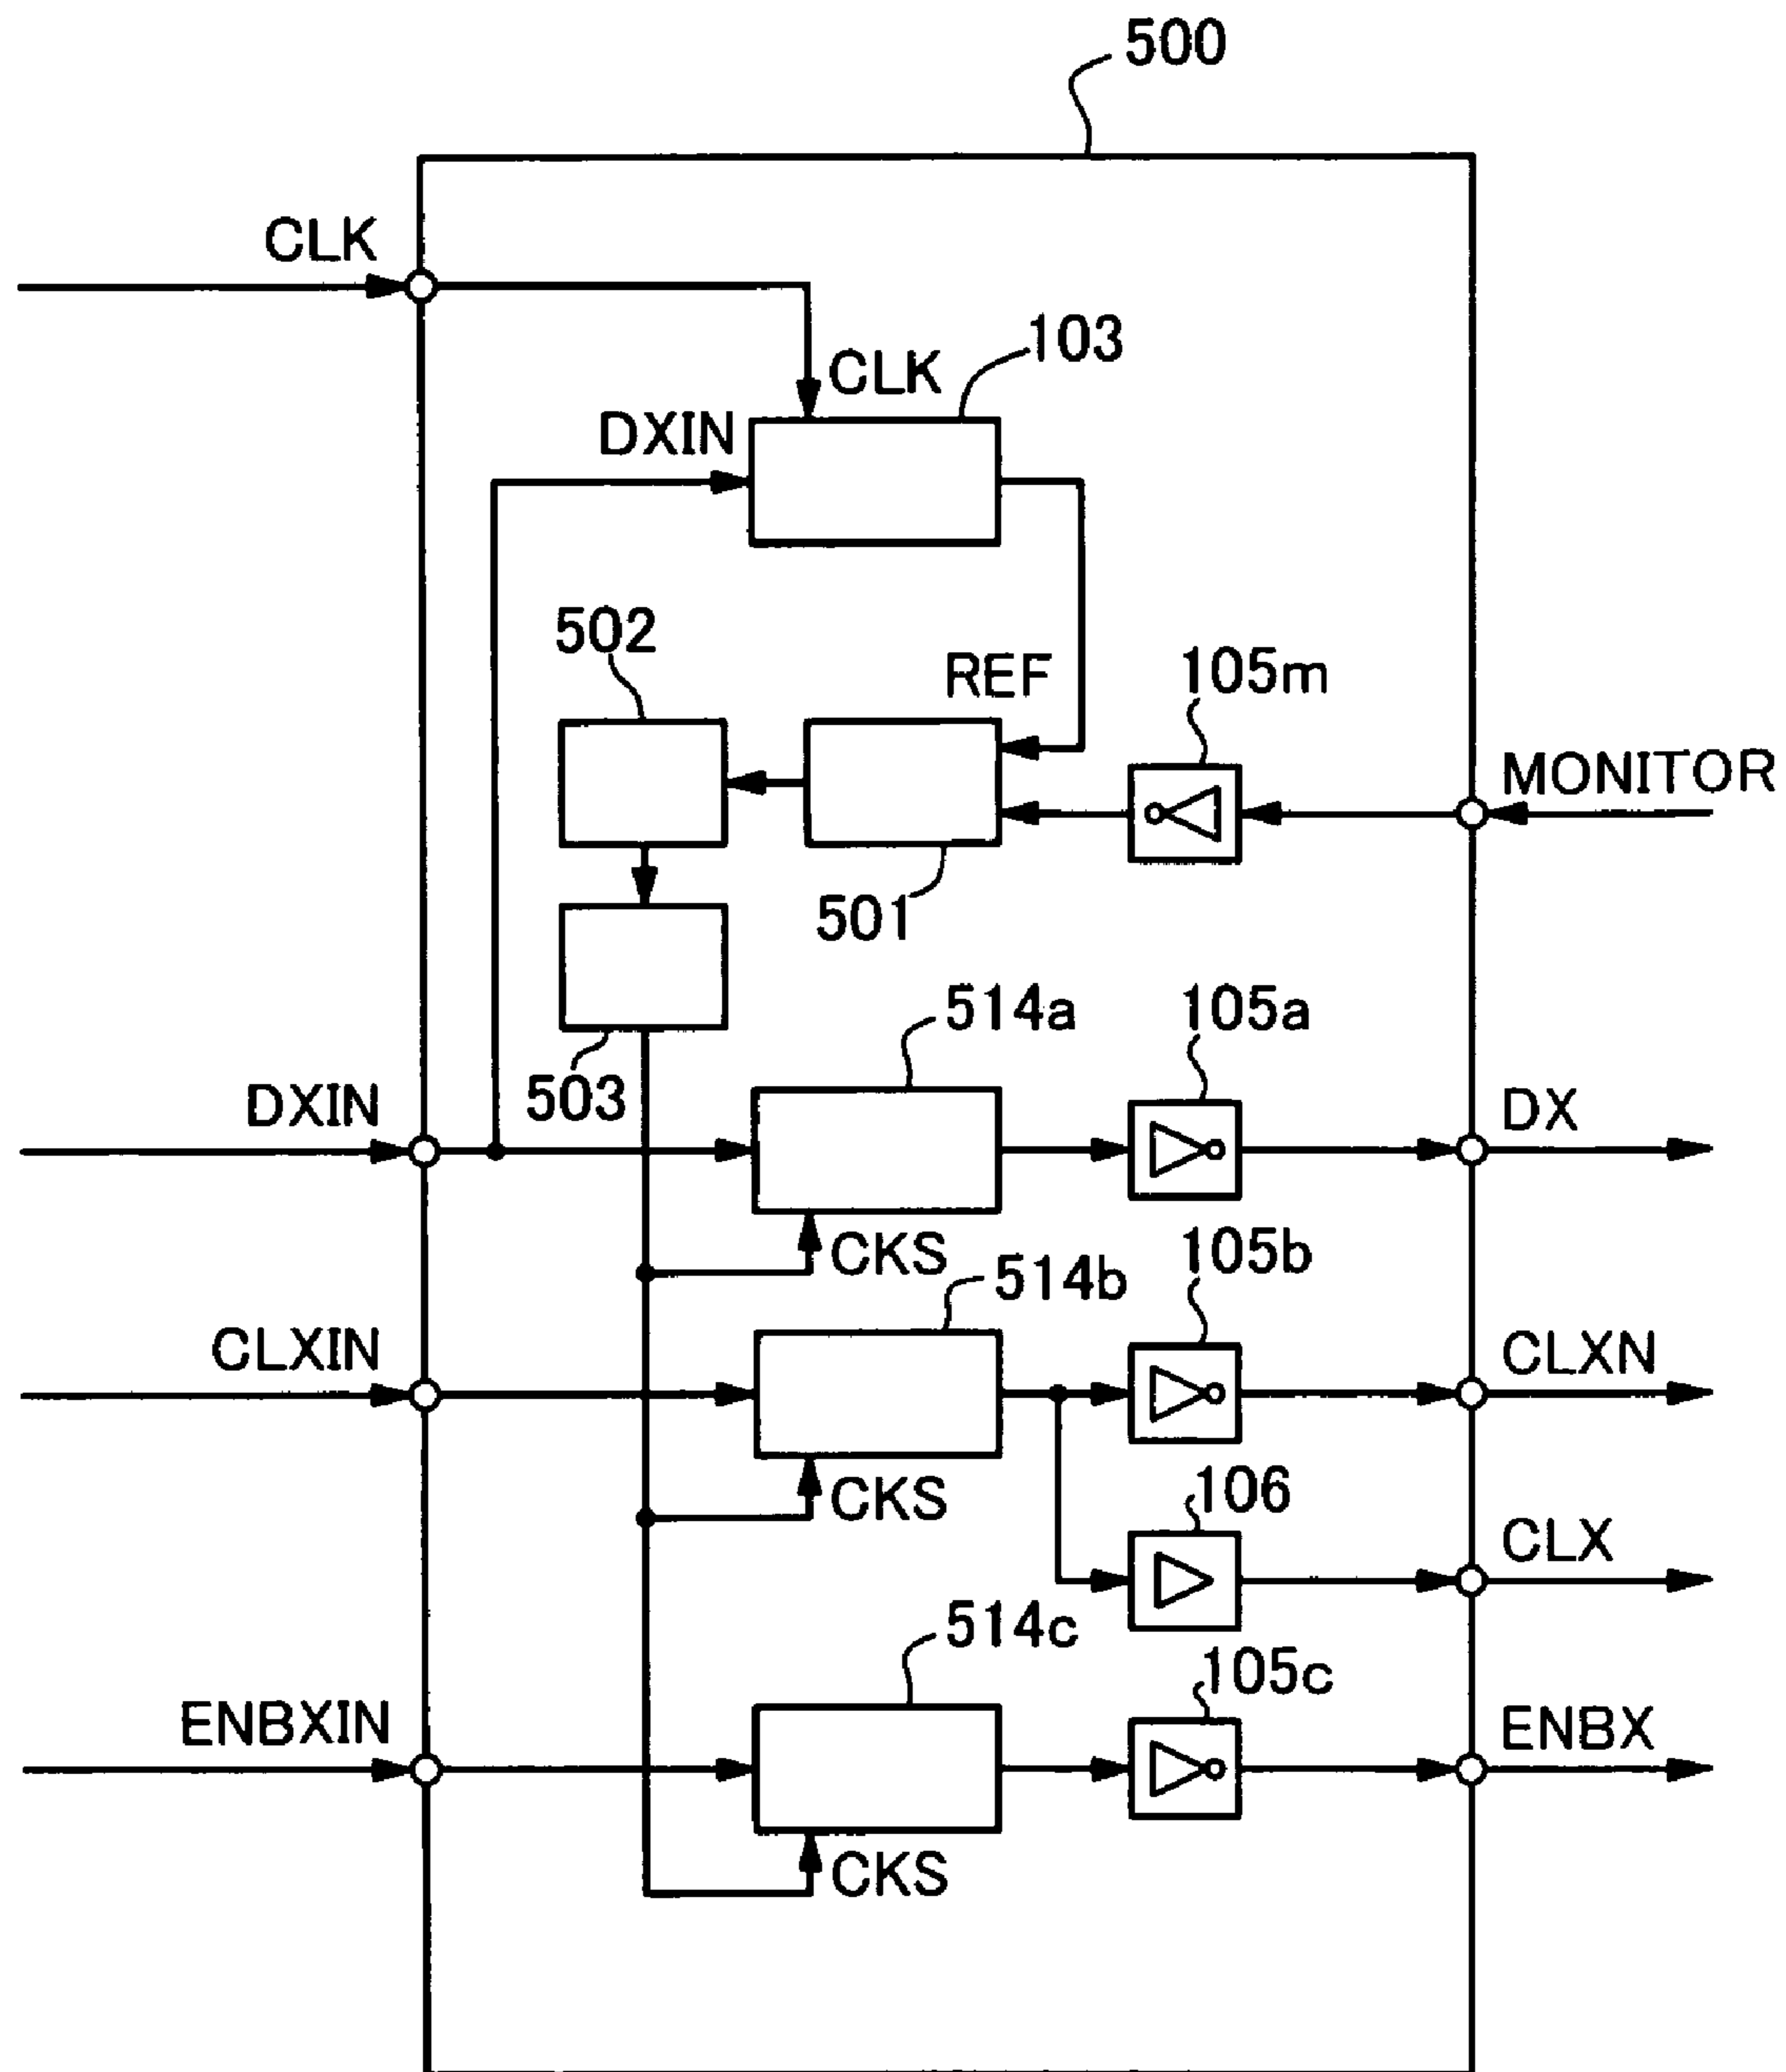 500
CLK
103
CLK
DXIN
502
REF
105m
MONITOR
501
514a
105a
503
DXIN
DX
CKS
514b
105b
CLXIN
CLXN
CKS
106
CLX
514c
105c
ENBXIN
ENBX
CKS